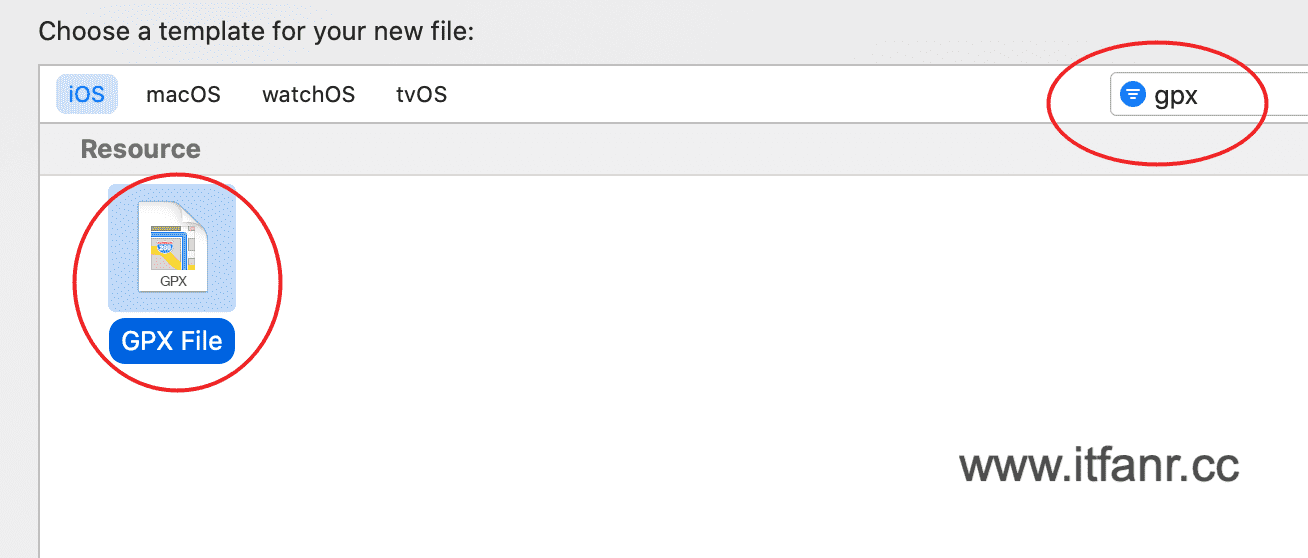 Choose a template for your new file:
iOS macOS watchOS tvOS gpx
Resource
GPX
GPX File
www.itfanr.cc